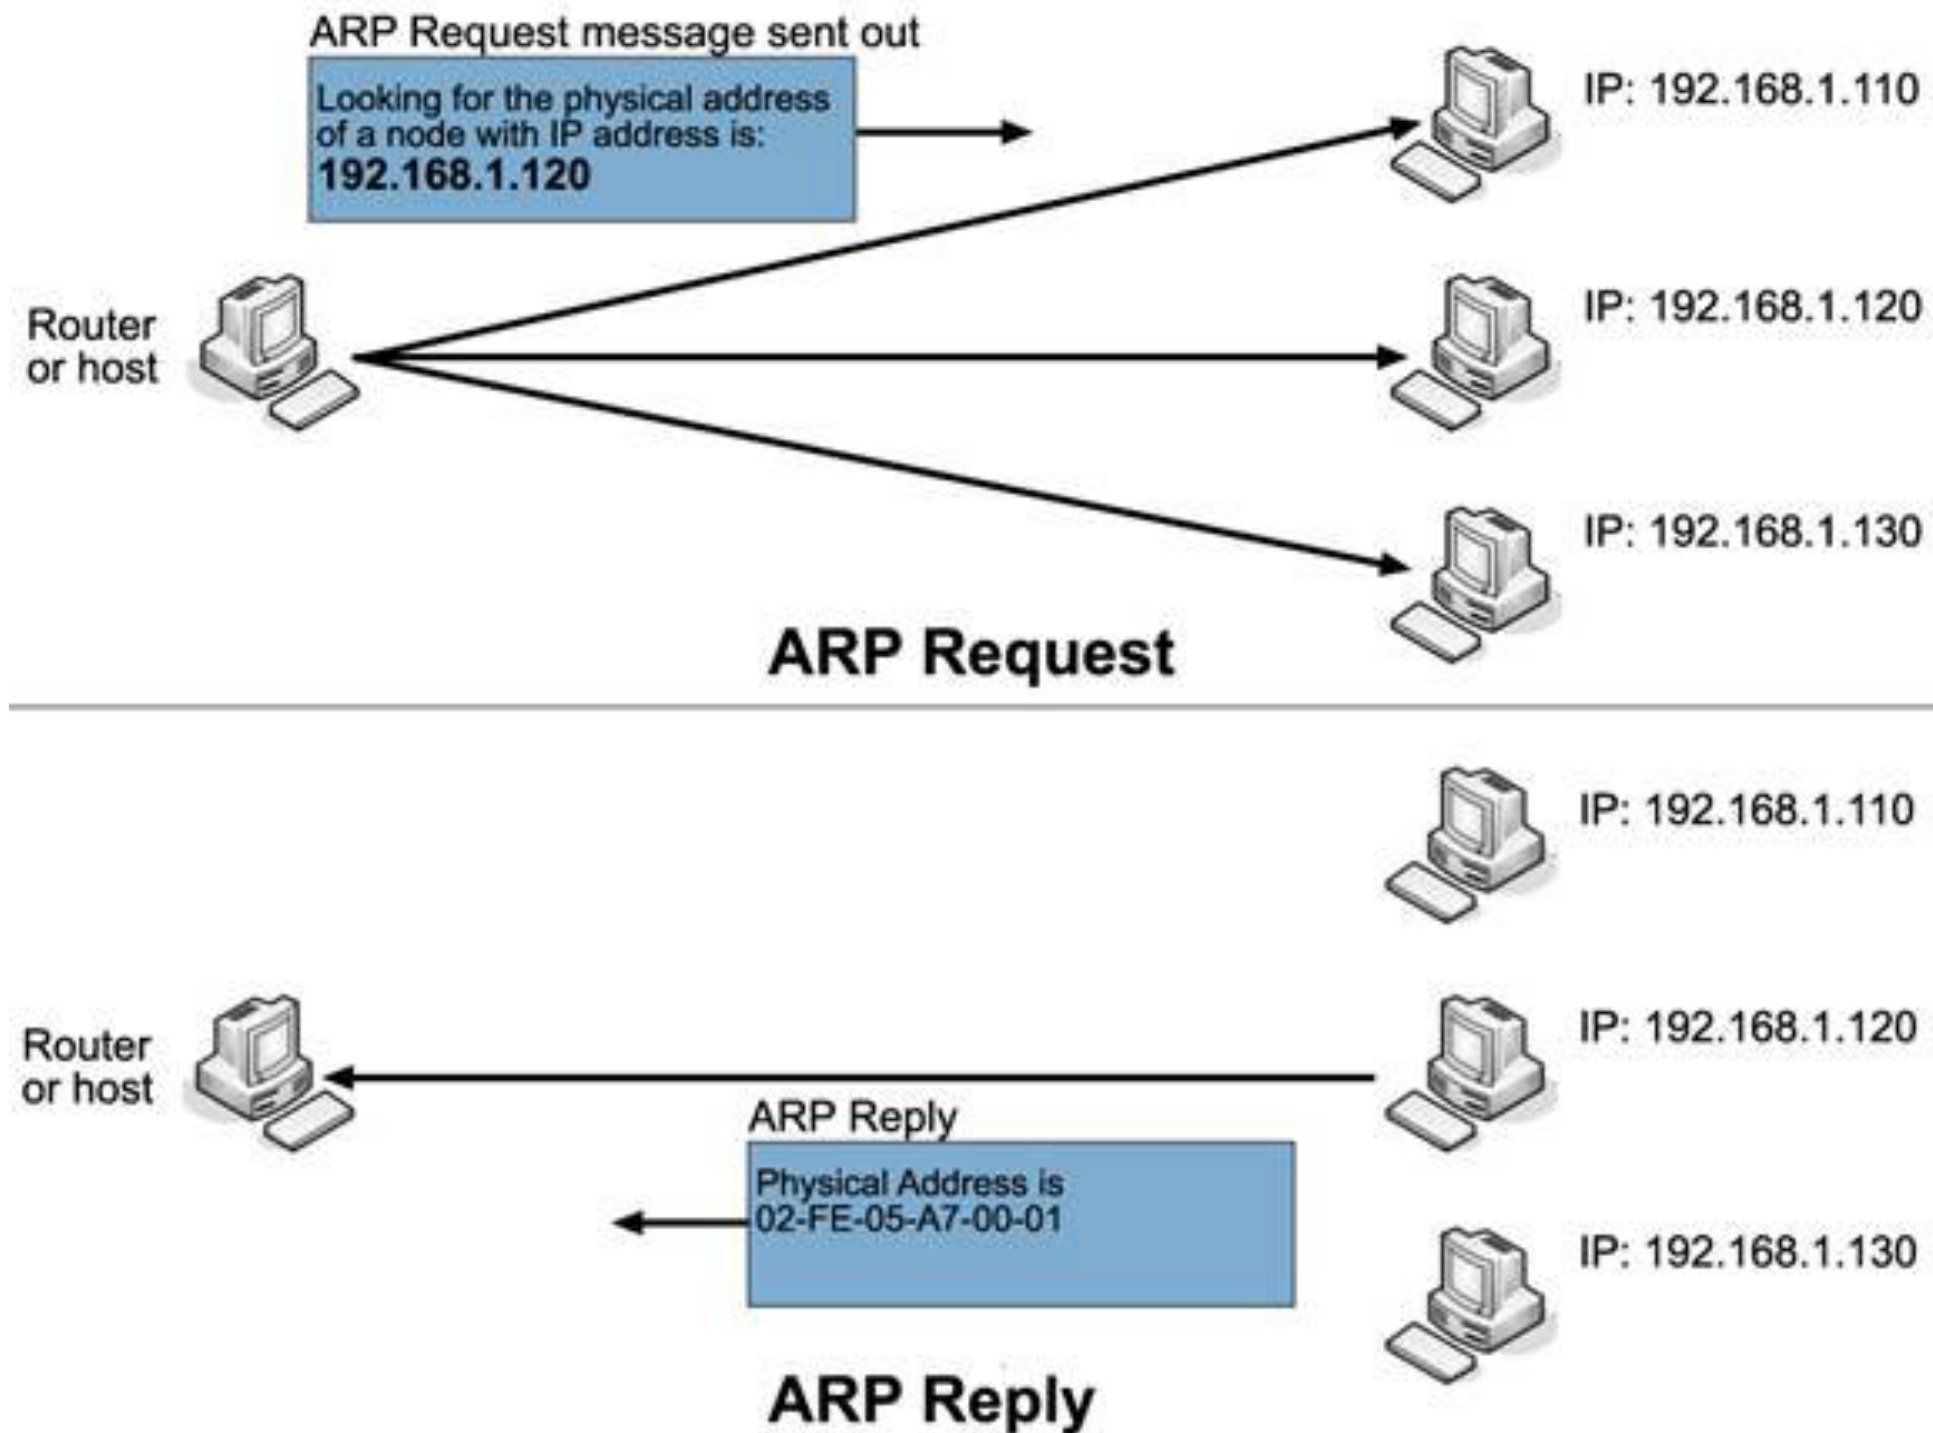 ARP Request message sent out
Looking for the physical address
of a node with IP address is:
192.168.1.120
IP: 192.168.1.110
Router
or host
IP: 192.168.1.120
IP: 192.168.1.130
ARP Request
IP: 192.168.1.110
Router
or host
IP: 192.168.1.120
ARP Reply
Physical Address is
02-FE-05-A7-00-01
IP: 192.168.1.130
ARP Reply